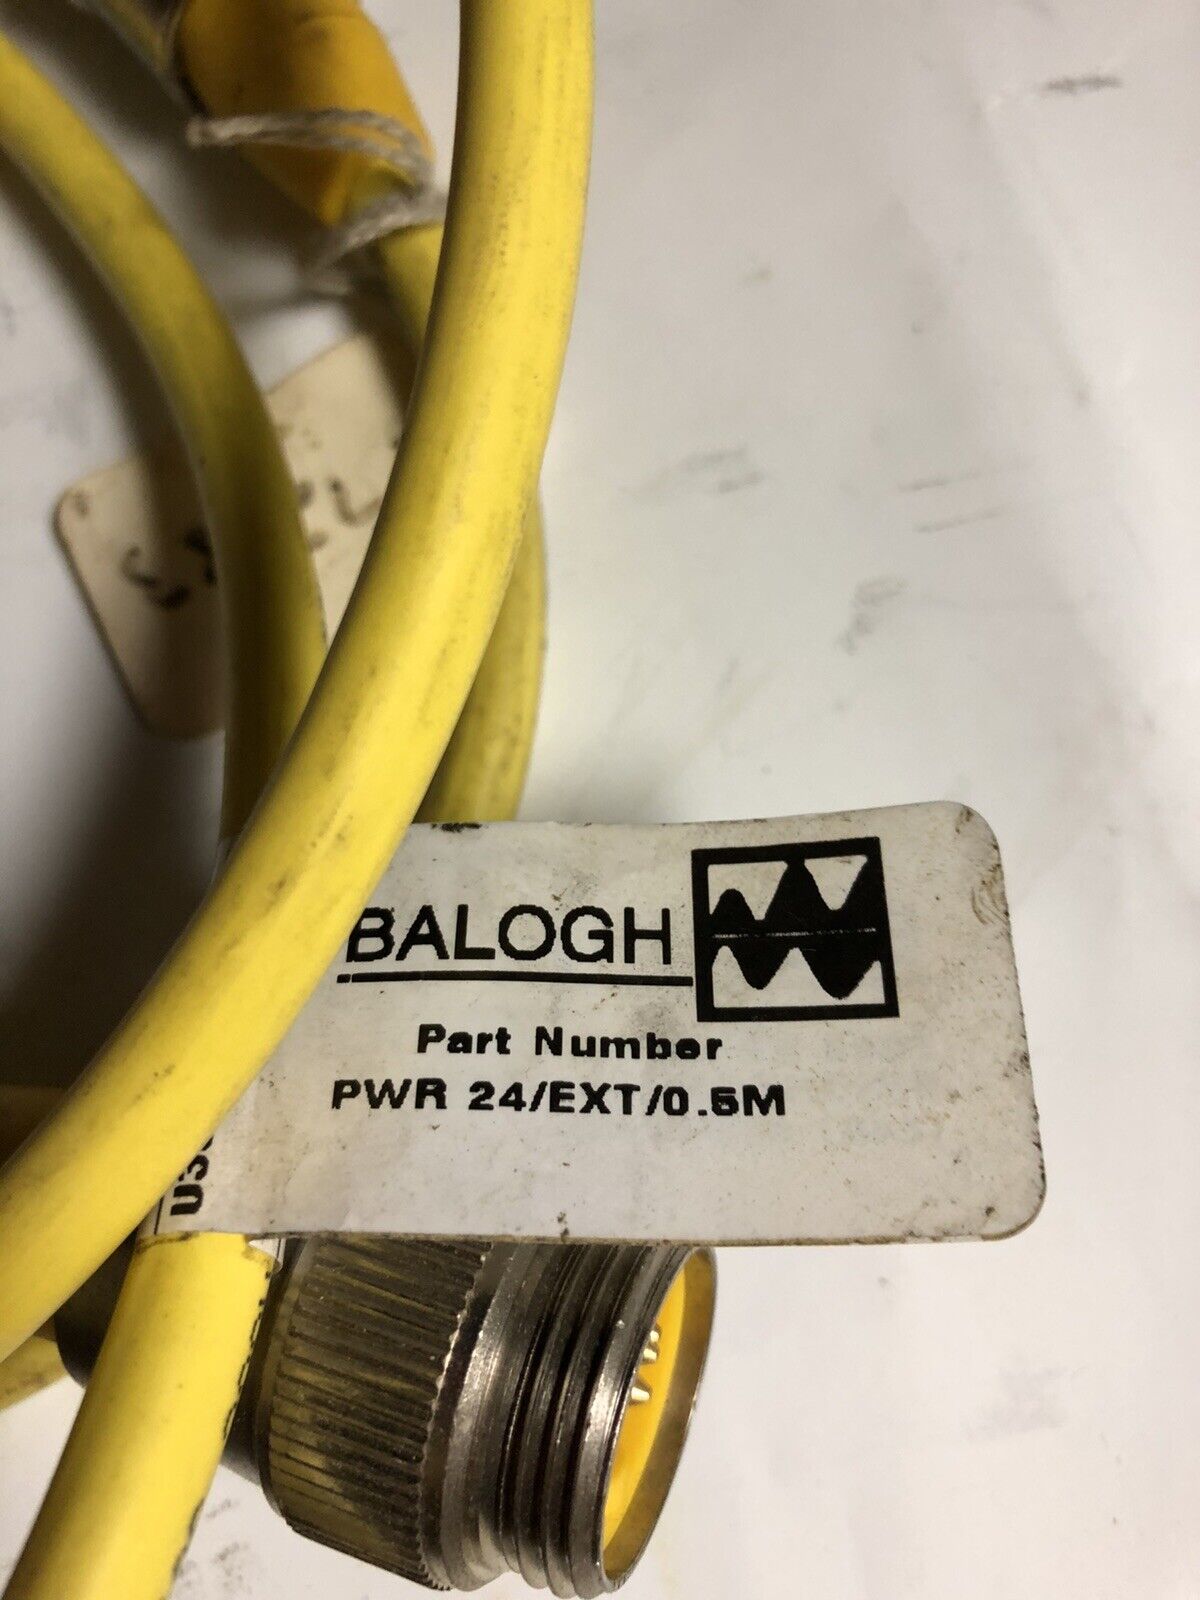 BALOGH
Part Number
PWR 24/EXT/0.5M